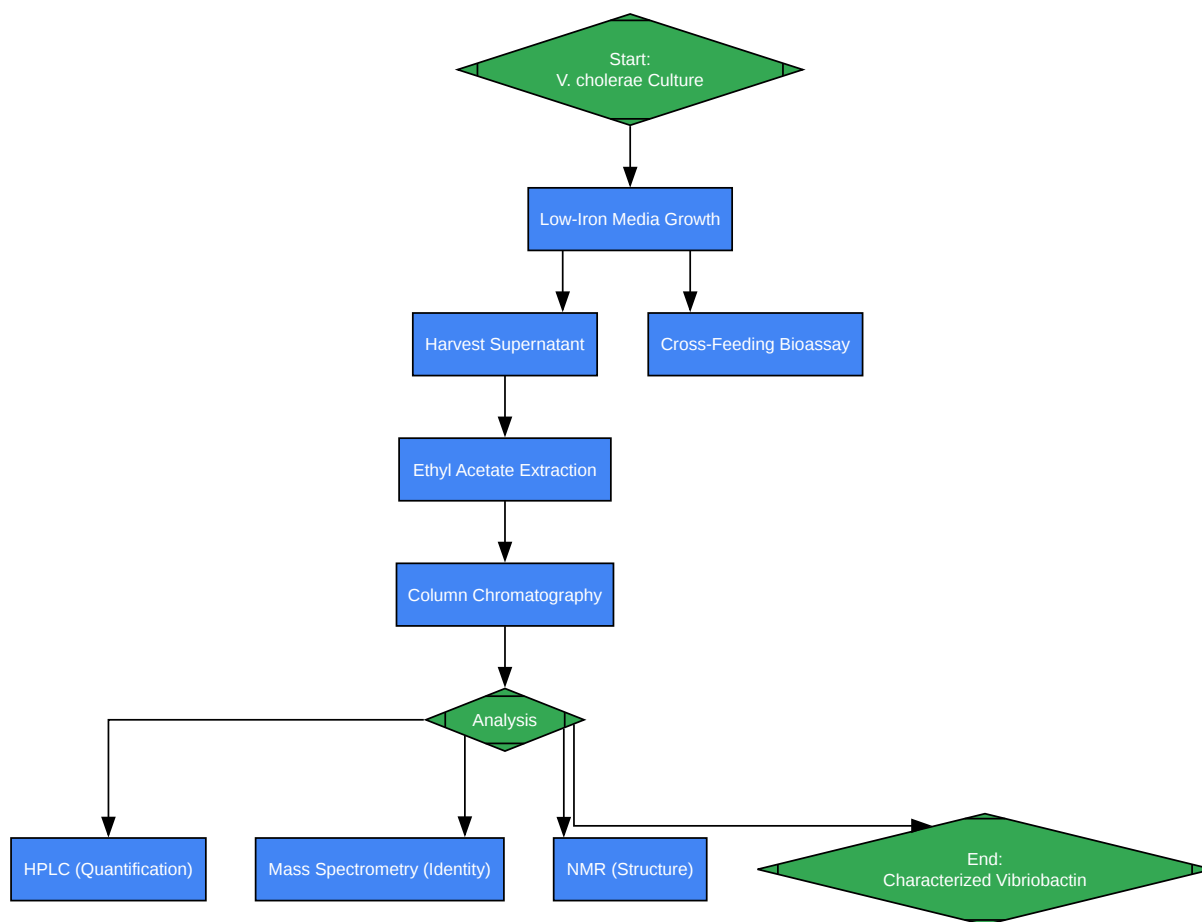 Start:
V. cholerae Culture
Low-Iron Media Growth
Harvest Supernatant
Cross-Feeding Bioassay
Ethyl Acetate Extraction
Column Chromatography
Analysis
HPLC (Quantification)
Mass Spectrometry (Identity)
NMR (Structure)
End:
Characterized Vibriobactin